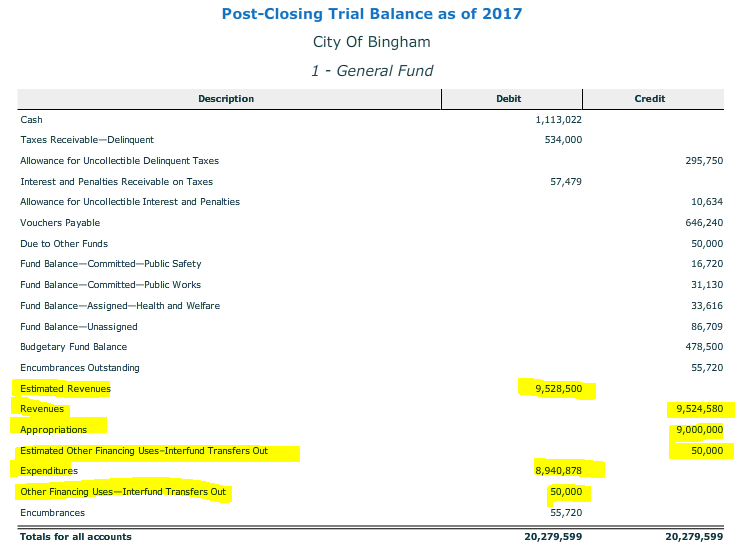 Post-Closing Trial Balance as of 2017
City Of Bingham
1 - General Fund
Description Debit Credit
Cash 1,113,022
Taxes Receivable—Delinquent 534,000
Allowance for Uncollectible Delinquent Taxes 295,750
Interest and Penalties Receivable on Taxes 57,479
Allowance for Uncollectible Interest and Penalties 10,634
Vouchers Payable 646,240
Due to Other Funds 50,000
Fund Balance—Committed—Public Safety 16,720
Fund Balance—Committed—Public Works 31,130
Fund Balance—Assigned—Health and Welfare 33,616
Fund Balance—Unassigned 86,709
Budgetary Fund Balance 478,500
Encumbrances Outstanding 55,720
Estimated Revenues 9,528,500
Revenues 9,524,580
Appropriations 9,000,000
Estimated Other Financing Uses–Interfund Transfers Out 50,000
Expenditures 8,940,878
Other Financing Uses—Interfund Transfers Out 50,000
Encumbrances 55,720
Totals for all accounts 20,279,599 20,279,599